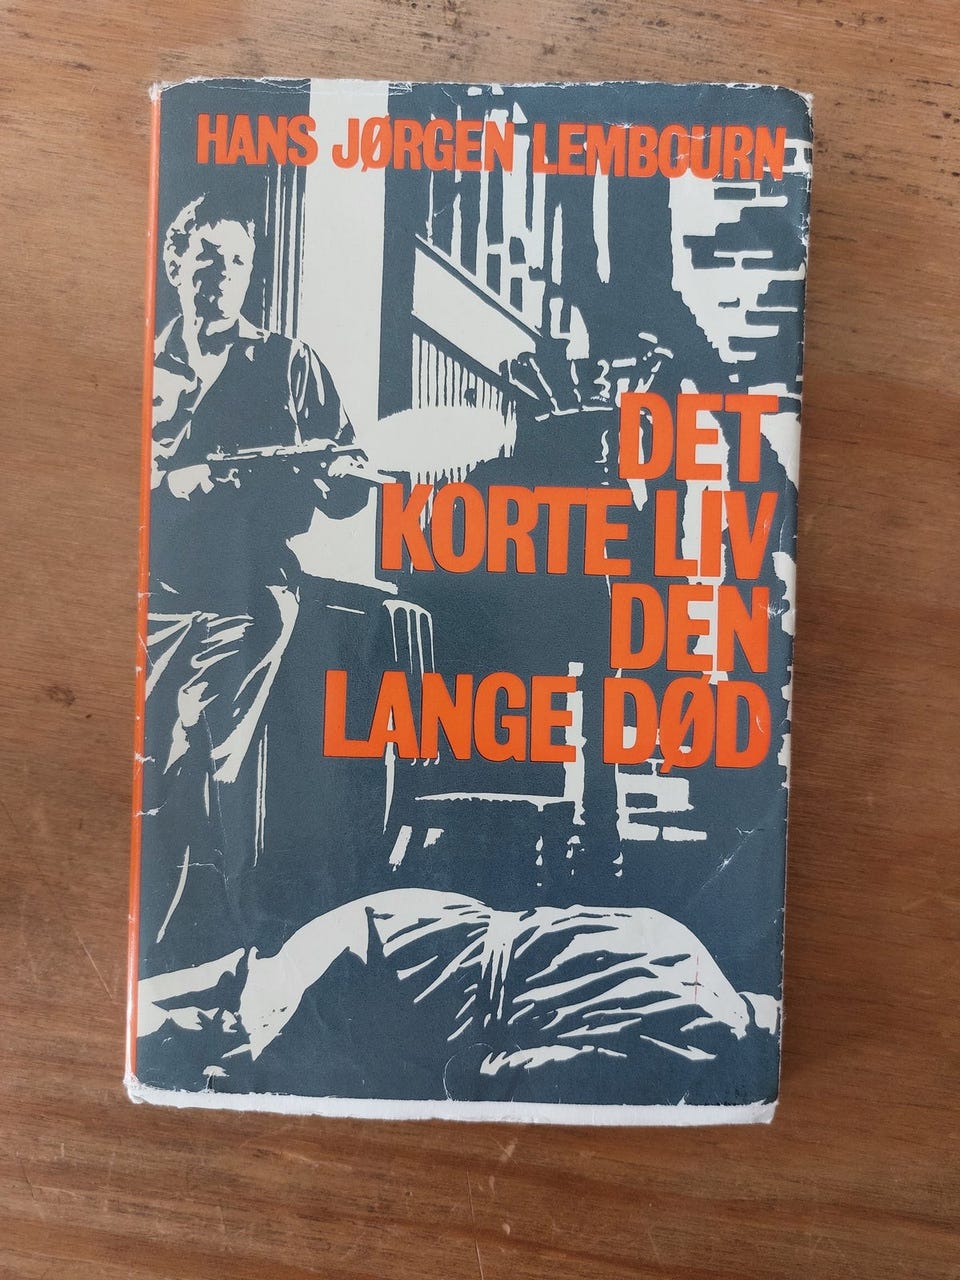 HANS JØRGEN LEMBOURN
DET
KORTE LIV
DEN
LANGE DØD